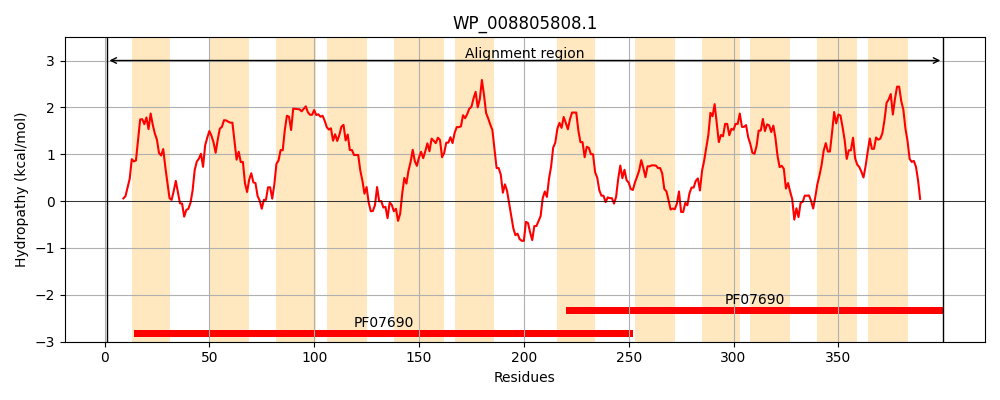 WP_008805808.1
Alignment region
Hydropathy (kcal/mol)
3
2
1
0
−1
−2
−3
PF07690
PF07690
0 50 100 150 200 250 300 350
Residues